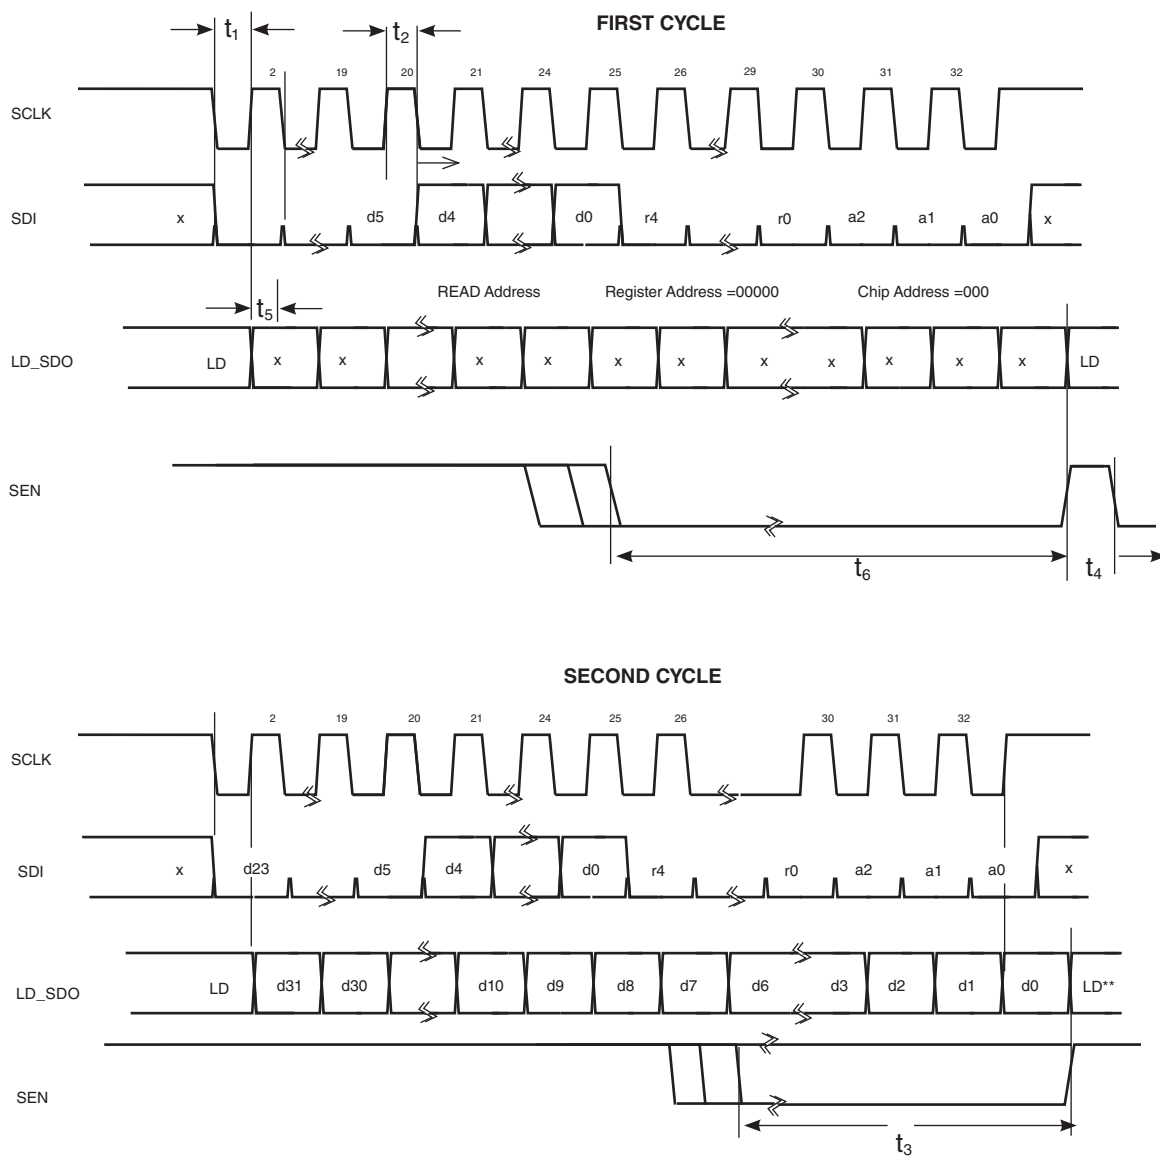 FIRST CYCLE
t1 t2
2 19 20 21 24 25 26 29 30 31 32
SCLK
SDI x d5 d4 d0 r4 r0 a2 a1 a0 x
READ Address Register Address =00000 Chip Address =000
t5
LD_SDO LD x x x x x x x x x x x LD
SEN
t6 t4
SECOND CYCLE
2 19 20 21 24 25 26 30 31 32
SCLK
SDI x d23 d5 d4 d0 r4 r0 a2 a1 a0 x
LD_SDO LD d31 d30 d10 d9 d8 d7 d6 d3 d2 d1 d0 LD**
SEN
t3